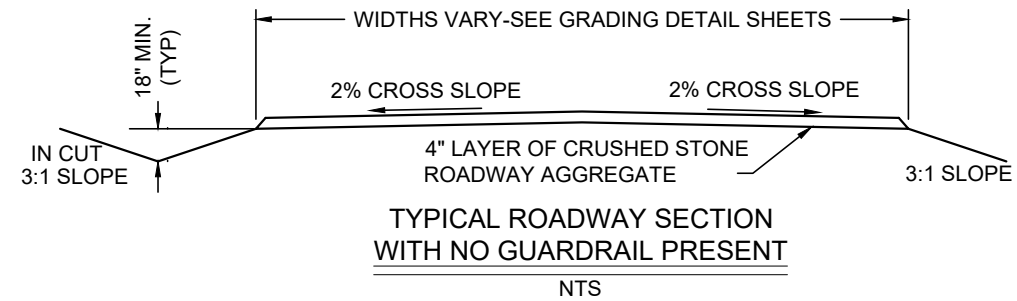 WIDTHS VARY-SEE GRADING DETAIL SHEETS
18" MIN.
(TYP)
2% CROSS SLOPE
2% CROSS SLOPE
IN CUT
3:1 SLOPE
4" LAYER OF CRUSHED STONE
ROADWAY AGGREGATE
3:1 SLOPE
TYPICAL ROADWAY SECTION
WITH NO GUARDRAIL PRESENT
NTS